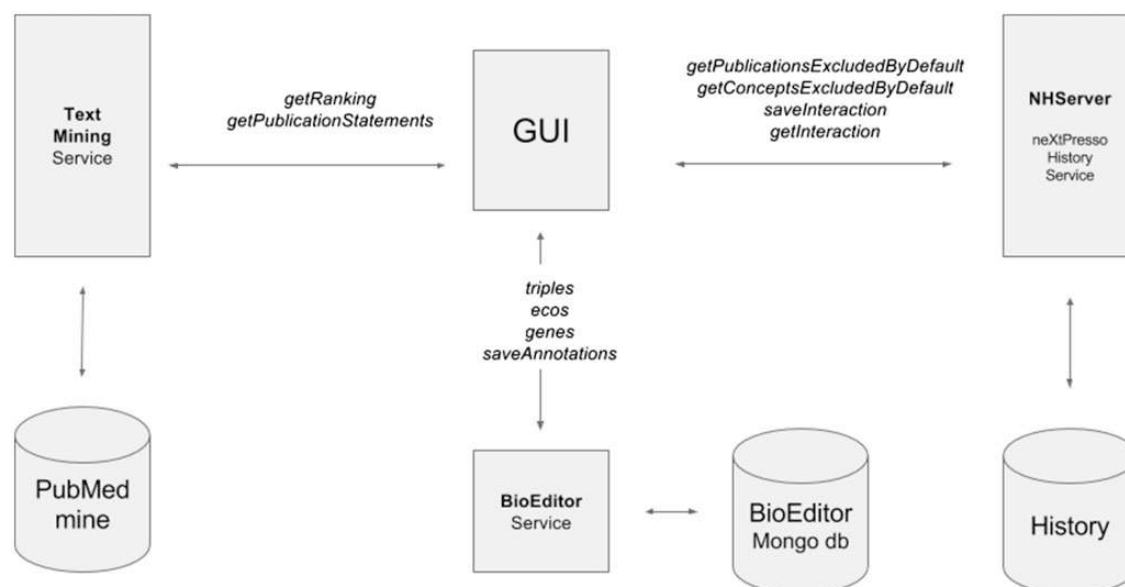 Text
Mining
Service
getRanking
getPublicationStatements
GUI
getPublicationsExcludedByDefault
getConceptsExcludedByDefault
saveInteraction
getInteraction
NHServer
neXtPresso
History
Service
triples
ecos
genes
saveAnnotations
PubMed
mine
BioEditor
Service
BioEditor
Mongo db
History